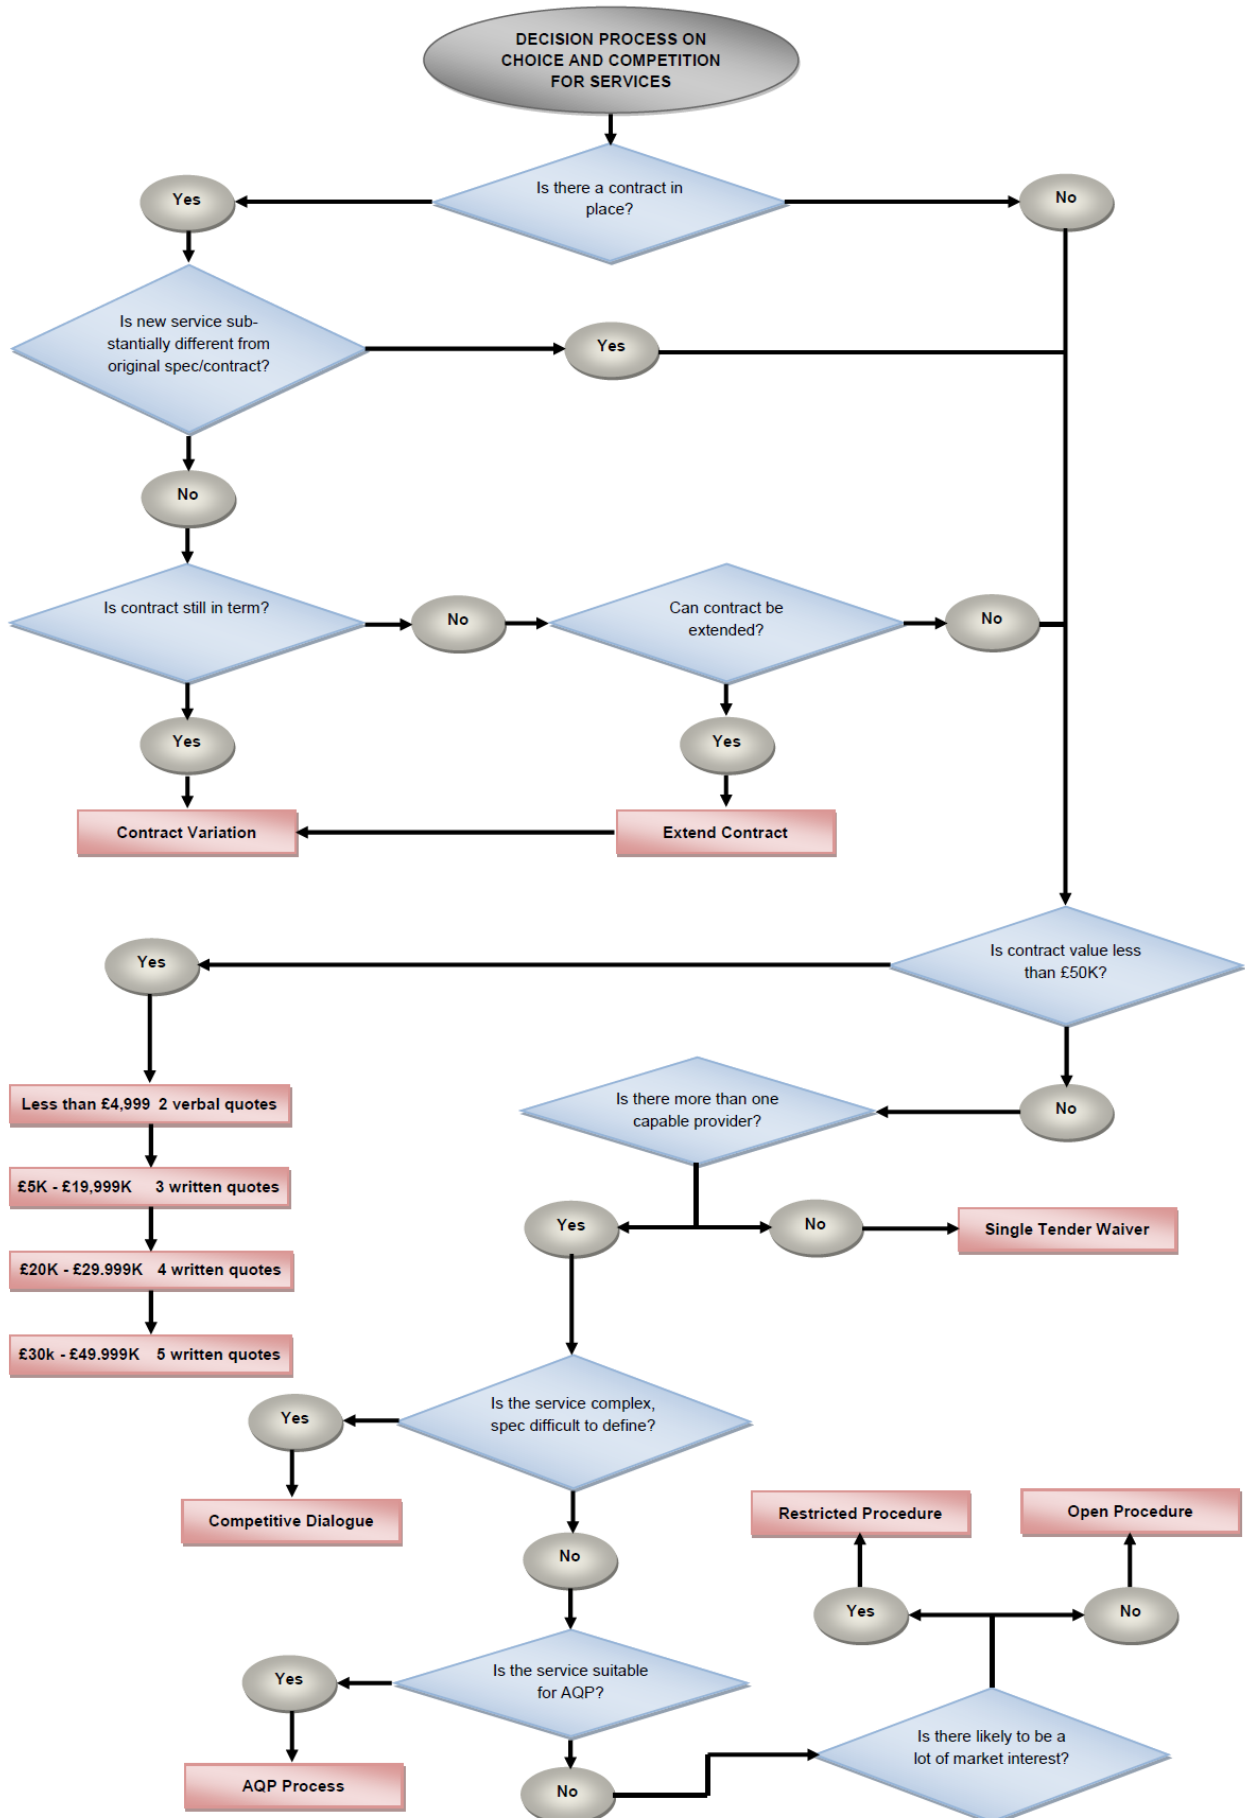 DECISION PROCESS ON
CHOICE AND COMPETITION
FOR SERVICES
Is there a contract in
place?
Yes
No
Is new service sub-
stantially different from
original spec/contract?
Yes
No
Is contract still in term?
No
Can contract be
extended?
No
Yes
Yes
Contract Variation
Extend Contract
Is contract value less
than £50K?
Yes
No
Is there more than one
capable provider?
Less than £4,999 2 verbal quotes
£5K - £19,999K 3 written quotes
£20K - £29.999K 4 written quotes
£30k - £49.999K 5 written quotes
Yes
No
Single Tender Waiver
Is the service complex,
spec difficult to define?
Yes
Competitive Dialogue
No
Restricted Procedure
Open Procedure
Yes
No
Is the service suitable
for AQP?
Yes
AQP Process
No
Is there likely to be a
lot of market interest?